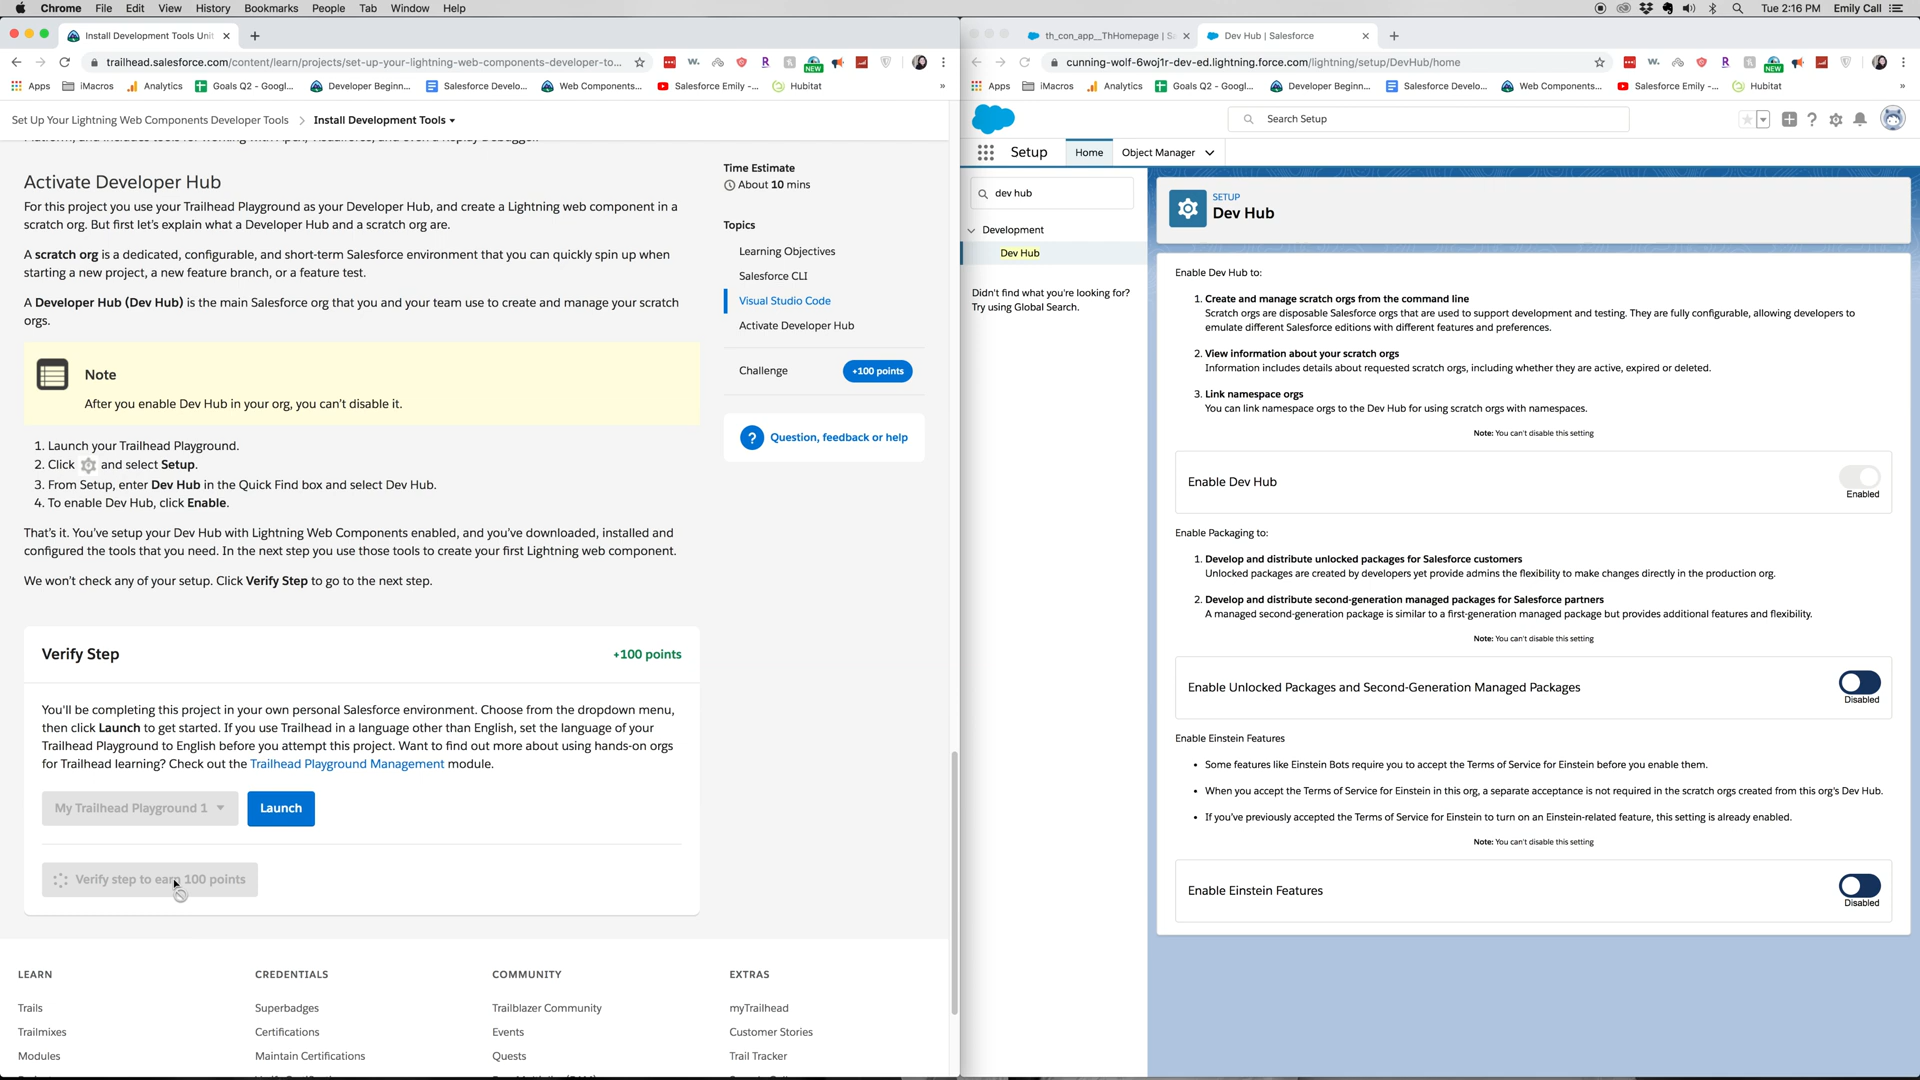 Chrome File Edit View History Bookmarks People Tab Window Help
Tue 2:16 PM Emily Call
Install Development Tools Unit
trailhead.salesforce.com/content/learn/projects/set-up-your-lightning-web-components-developer-to...
Apps iMacros Analytics Goals Q2 - Googl... Developer Beginn... Salesforce Develo... Web Components... Salesforce Emily -... Hubitat »
Set Up Your Lightning Web Components Developer Tools > Install Development Tools
Activate Developer Hub
For this project you use your Trailhead Playground as your Developer Hub, and create a Lightning web component in a
scratch org. But first let's explain what a Developer Hub and a scratch org are.
A scratch org is a dedicated, configurable, and short-term Salesforce environment that you can quickly spin up when
starting a new project, a new feature branch, or a feature test.
A Developer Hub (Dev Hub) is the main Salesforce org that you and your team use to create and manage your scratch
orgs.
Note
After you enable Dev Hub in your org, you can't disable it.
1. Launch your Trailhead Playground.
2. Click and select Setup.
3. From Setup, enter Dev Hub in the Quick Find box and select Dev Hub.
4. To enable Dev Hub, click Enable.
That's it. You've setup your Dev Hub with Lightning Web Components enabled, and you've downloaded, installed and
configured the tools that you need. In the next step you use those tools to create your first Lightning web component.
We won't check any of your setup. Click Verify Step to go to the next step.
Time Estimate
About 10 mins
Topics
Learning Objectives
Salesforce CLI
Visual Studio Code
Activate Developer Hub
Challenge +100 points
? Question, feedback or help
Verify Step +100 points
You'll be completing this project in your own personal Salesforce environment. Choose from the dropdown menu,
then click Launch to get started. If you use Trailhead in a language other than English, set the language of your
Trailhead Playground to English before you attempt this project. Want to find out more about using hands-on orgs
for Trailhead learning? Check out the Trailhead Playground Management module.
My Trailhead Playground 1 Launch
Verify step to earn 100 points
LEARN CREDENTIALS COMMUNITY EXTRAS
Trails Superbadges Trailblazer Community myTrailhead
Trailmixes Certifications Events Customer Stories
Modules Maintain Certifications Quests Trail Tracker
th_con_app__ThHomepage | Sa Dev Hub | Salesforce
cunning-wolf-6woj1r-dev-ed.lightning.force.com/lightning/setup/DevHub/home
Apps iMacros Analytics Goals Q2 - Googl... Developer Beginn... Salesforce Develo... Web Components... Salesforce Emily -... Hubitat »
Search Setup
Setup Home Object Manager
dev hub
Development
Dev Hub
Didn't find what you're looking for?
Try using Global Search.
SETUP
Dev Hub
Enable Dev Hub to:
1. Create and manage scratch orgs from the command line
Scratch orgs are disposable Salesforce orgs that are used to support development and testing. They are fully configurable, allowing developers to
emulate different Salesforce editions with different features and preferences.
2. View information about your scratch orgs
Information includes details about requested scratch orgs, including whether they are active, expired or deleted.
3. Link namespace orgs
You can link namespace orgs to the Dev Hub for using scratch orgs with namespaces.
Note: You can't disable this setting
Enable Dev Hub
Enabled
Enable Packaging to:
1. Develop and distribute unlocked packages for Salesforce customers
Unlocked packages are created by developers yet provide admins the flexibility to make changes directly in the production org.
2. Develop and distribute second-generation managed packages for Salesforce partners
A managed second-generation package is similar to a first-generation managed package but provides additional features and flexibility.
Note: You can't disable this setting
Enable Unlocked Packages and Second-Generation Managed Packages
Disabled
Enable Einstein Features
• Some features like Einstein Bots require you to accept the Terms of Service for Einstein before you enable them.
• When you accept the Terms of Service for Einstein in this org, a separate acceptance is not required in the scratch orgs created from this org's Dev Hub.
• If you've previously accepted the Terms of Service for Einstein to turn on an Einstein-related feature, this setting is already enabled.
Note: You can't disable this setting
Enable Einstein Features
Disabled